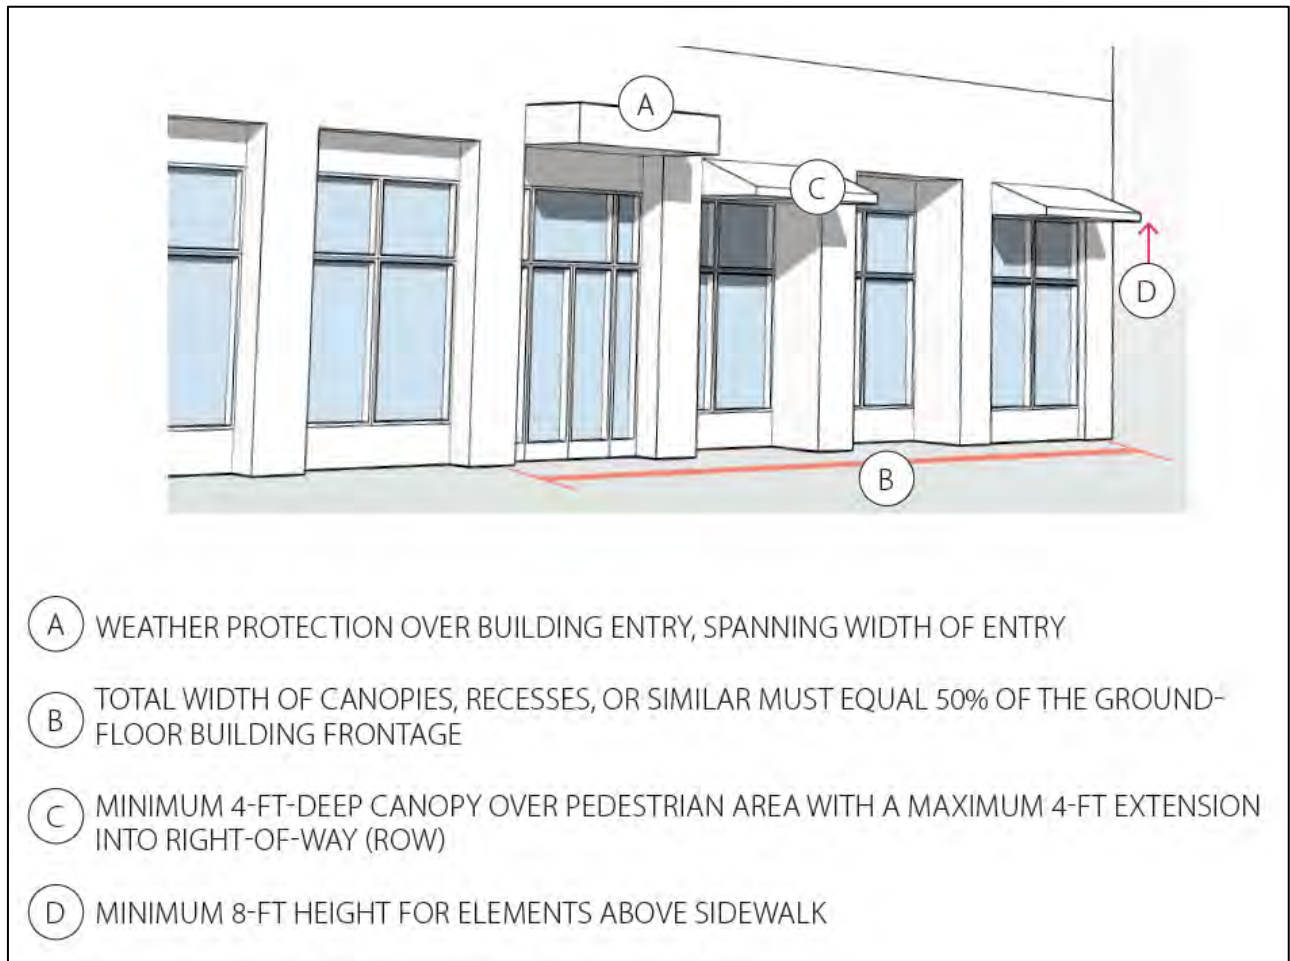 A
C
D
B
A WEATHER PROTECTION OVER BUILDING ENTRY, SPANNING WIDTH OF ENTRY
B TOTAL WIDTH OF CANOPIES, RECESSES, OR SIMILAR MUST EQUAL 50% OF THE GROUND-
FLOOR BUILDING FRONTAGE
C MINIMUM 4-FT-DEEP CANOPY OVER PEDESTRIAN AREA WITH A MAXIMUM 4-FT EXTENSION
INTO RIGHT-OF-WAY (ROW)
D MINIMUM 8-FT HEIGHT FOR ELEMENTS ABOVE SIDEWALK